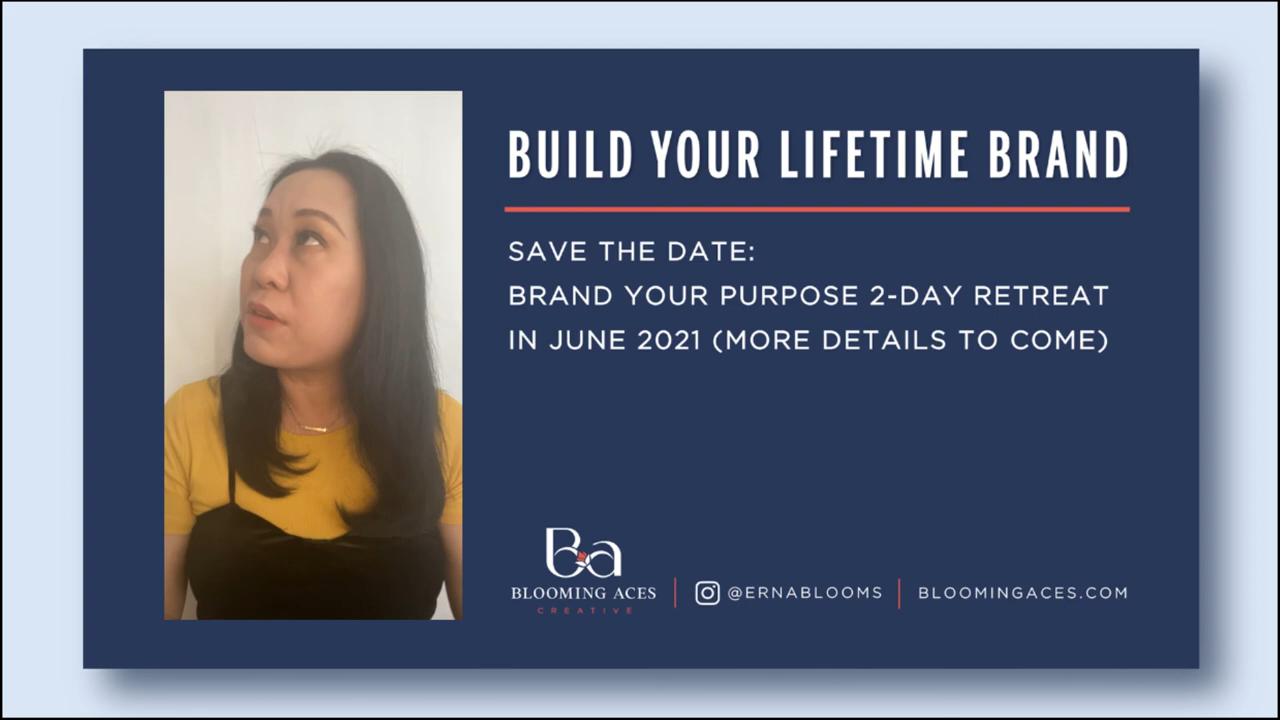 BUILD YOUR LIFETIME BRAND
SAVE THE DATE:
BRAND YOUR PURPOSE 2-DAY RETREAT
IN JUNE 2021 (MORE DETAILS TO COME)
Ba
BLOOMING ACES
CREATIVE
@ERNABLOOMS
BLOOMINGACES.COM